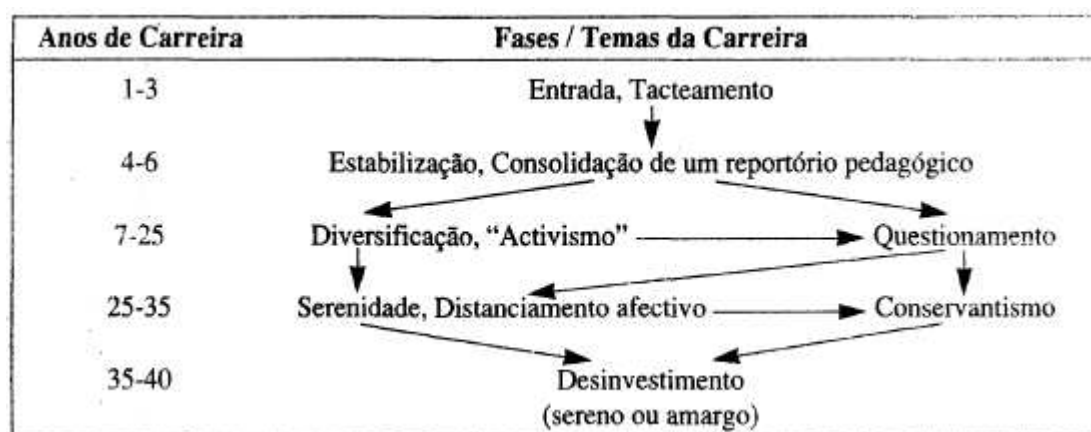 Anos de Carreira Fases / Temas da Carreira
1-3 Entrada, Tacteamento
4-6 Estabilização, Consolidação de um reportório pedagógico
7-25 Diversificação, “Activismo” Questionamento
25-35 Serenidade, Distanciamento afectivo Conservantismo
35-40 Desinvestimento
(sereno ou amargo)